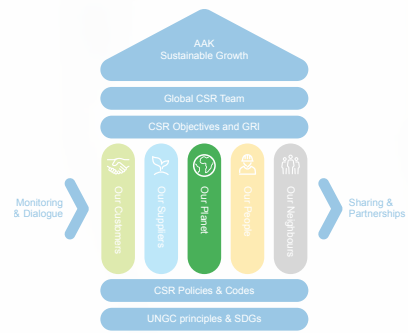 AAK
Sustainable Growth
Global CSR Team
CSR Objectives and GRI
Monitoring
& Dialogue
Our Customers
Our Suppliers
Our Planet
Our People
Our Neighbours
Sharing &
Partnerships
CSR Policies & Codes
UNGC principles & SDGs